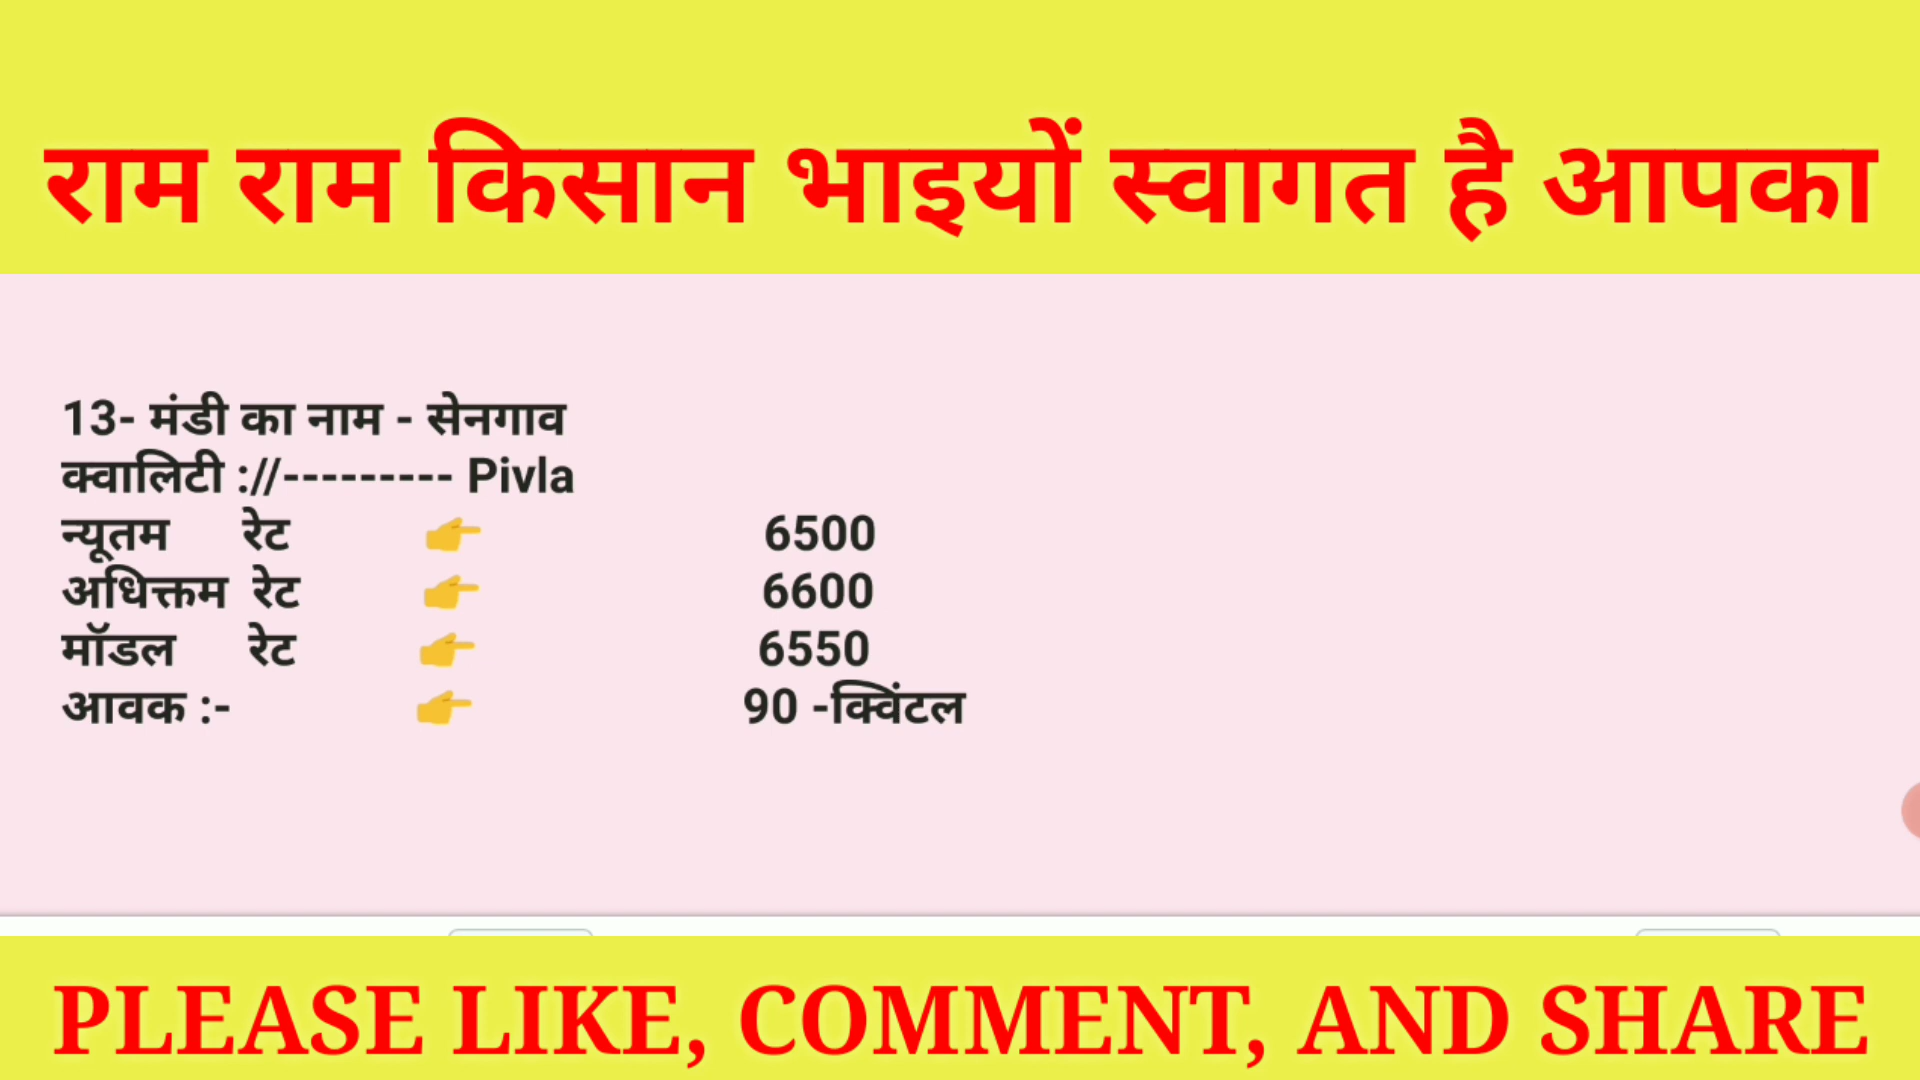 राम राम किसान भाइयों स्वागत है आपका
13- मंडी का नाम - सेनगाव
क्वालिटी ://--------- Pivla
न्यूतम रेट 👉 6500
अधिक्तम रेट 👉 6600
मॉडल रेट 👉 6550
आवक :- 👉 90 -क्विंटल
PLEASE LIKE, COMMENT, AND SHARE